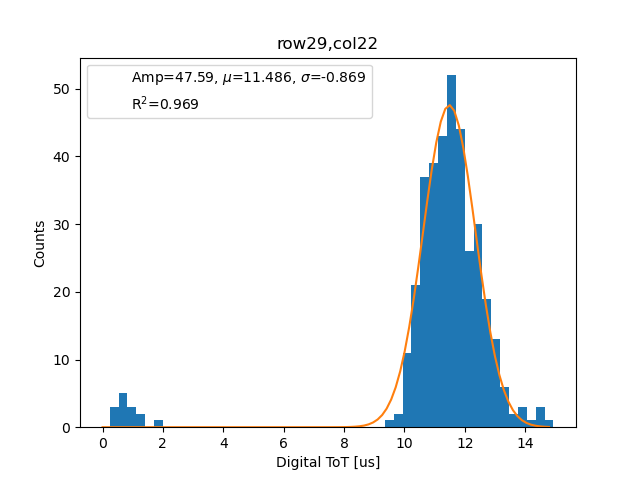 row29,col22
Amp=47.59, μ=11.486, σ=-0.869
R²=0.969
Counts
50
40
30
20
10
0
0 2 4 6 8 10 12 14
Digital ToT [us]